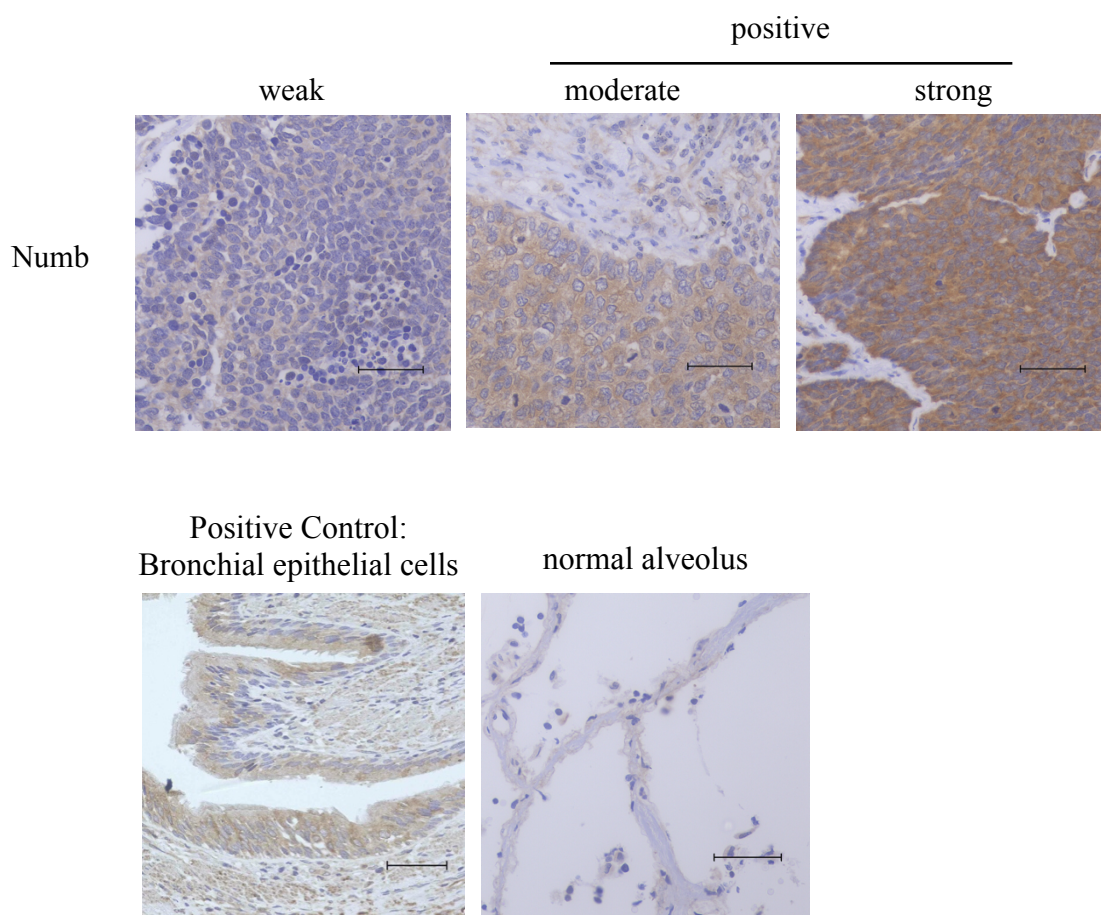 positive
weak
moderate
strong
Numb
Positive Control:
Bronchial epithelial cells
normal alveolus